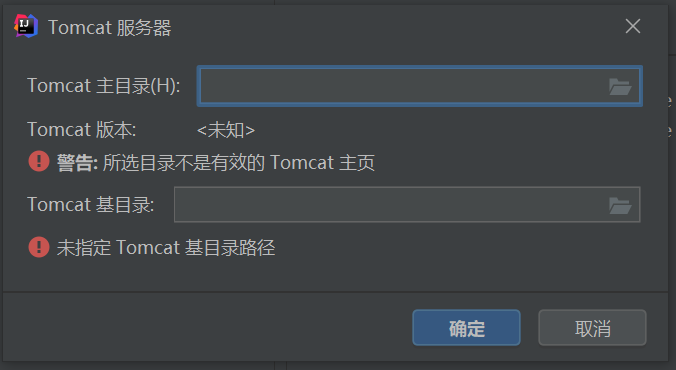 Tomcat 服务器
Tomcat 主目录(H):
Tomcat 版本: <未知>
警告: 所选目录不是有效的 Tomcat 主页
Tomcat 基目录:
未指定 Tomcat 基目录路径
确定 取消